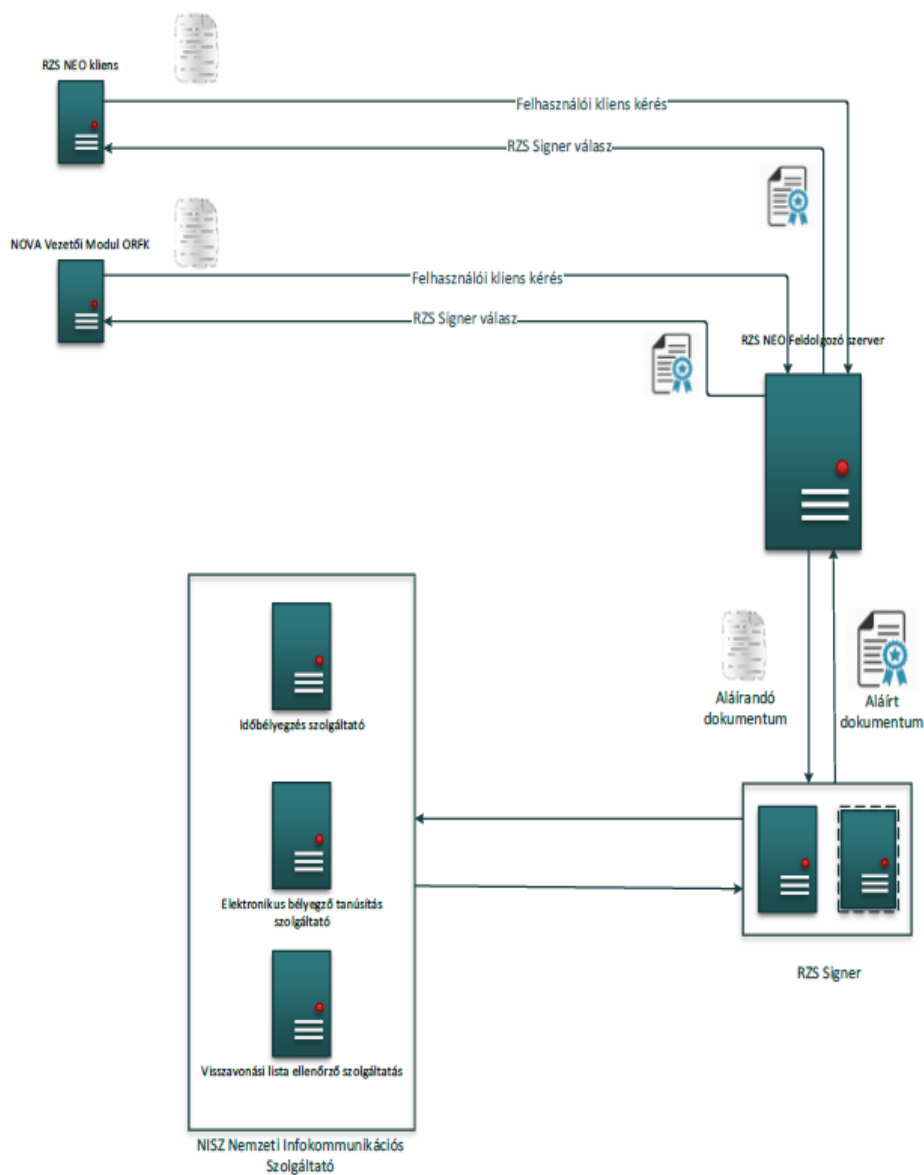 RZS NEO kliens
Felhasználói kliens kérés
RZS Signer válasz
NOVA Vezetői Modul ORFK
Felhasználói kliens kérés
RZS Signer válasz
RZS NEO Feldolgozó szerver
Aláírandó
dokumentum
Aláírt
dokumentum
Időbélyegzés szolgáltató
Elektronikus bélyegző tanúsítás
szolgáltató
Visszavonási lista ellenőrző szolgáltatás
RZS Signer
NISZ Nemzeti Infokommunikációs
Szolgáltató